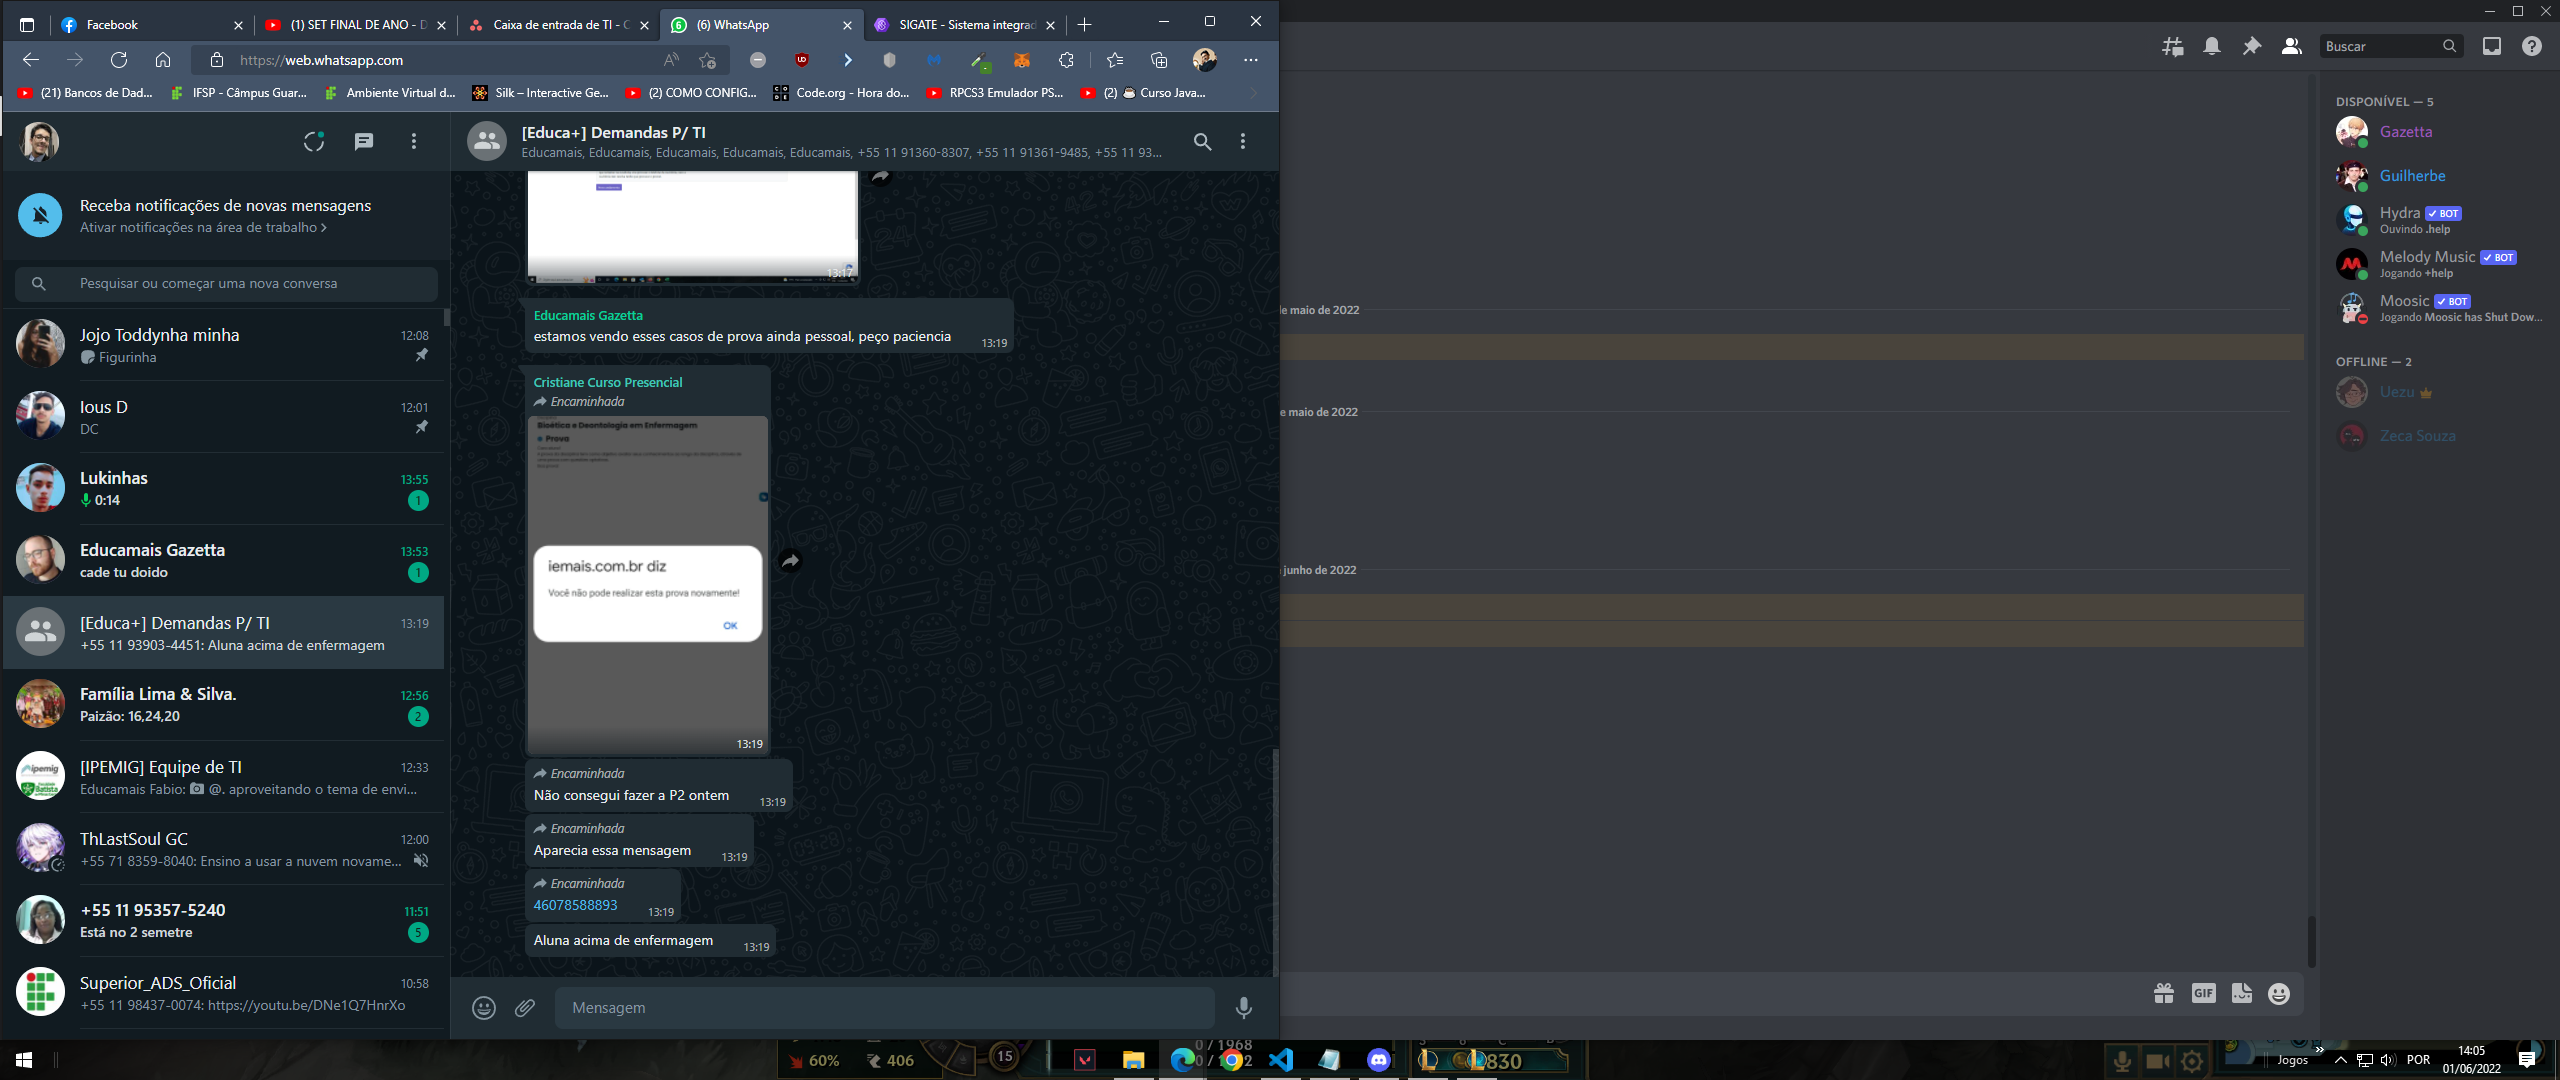 Facebook
(1) SET FINAL DE ANO - D
Caixa de entrada de TI - C
(6) WhatsApp
SIGATE - Sistema integrad
https://web.whatsapp.com
(21) Bancos de Dad...
IFSP - Câmpus Guar...
Ambiente Virtual d...
Silk – Interactive Ge...
(2) COMO CONFIG...
Code.org - Hora do...
RPCS3 Emulador PS...
(2) Curso Java...
Receba notificações de novas mensagens
Ativar notificações na área de trabalho
Pesquisar ou começar uma nova conversa
Jojo Toddynha minha
12:08
Figurinha
Ious D
12:01
DC
Lukinhas
13:55
0:14
1
Educamais Gazetta
13:53
cade tu doido
1
[Educa+] Demandas P/ TI
13:19
+55 11 93903-4451: Aluna acima de enfermagem
Família Lima & Silva.
12:56
Paizão: 16,24,20
2
[IPEMIG] Equipe de TI
12:33
Educamais Fabio: @. aproveitando o tema de envi...
ThLastSoul GC
12:00
+55 71 8359-8040: Ensino a usar a nuvem novame...
+55 11 95357-5240
11:51
Está no 2 semetre
5
Superior_ADS_Oficial
10:58
+55 11 98437-0074: https://youtu.be/DNe1Q7HnrXo
[Educa+] Demandas P/ TI
Educamais, Educamais, Educamais, Educamais, Educamais, +55 11 91360-8307, +55 11 91361-9485, +55 11 93...
13:17
Educamais Gazetta
estamos vendo esses casos de prova ainda pessoal, peço paciencia
13:19
Cristiane Curso Presencial
Encaminhada
Bioética e Deontologia em Enfermagem
Prova
iemais.com.br diz
Você não pode realizar esta prova novamente!
OK
13:19
Encaminhada
Não consegui fazer a P2 ontem
13:19
Encaminhada
Aparecia essa mensagem
13:19
Encaminhada
46078588893
13:19
Aluna acima de enfermagem
13:19
Mensagem
Buscar
de maio de 2022
e maio de 2022
junho de 2022
GIF
DISPONÍVEL — 5
Gazetta
Guilherbe
Hydra BOT
Ouvindo .help
Melody Music BOT
Jogando +help
Moosic BOT
Jogando Moosic has Shut Dow...
OFFLINE — 2
Uezu
Zeca Souza
60%
406
15
0 / 1968
830
Jogos
POR
14:05
01/06/2022